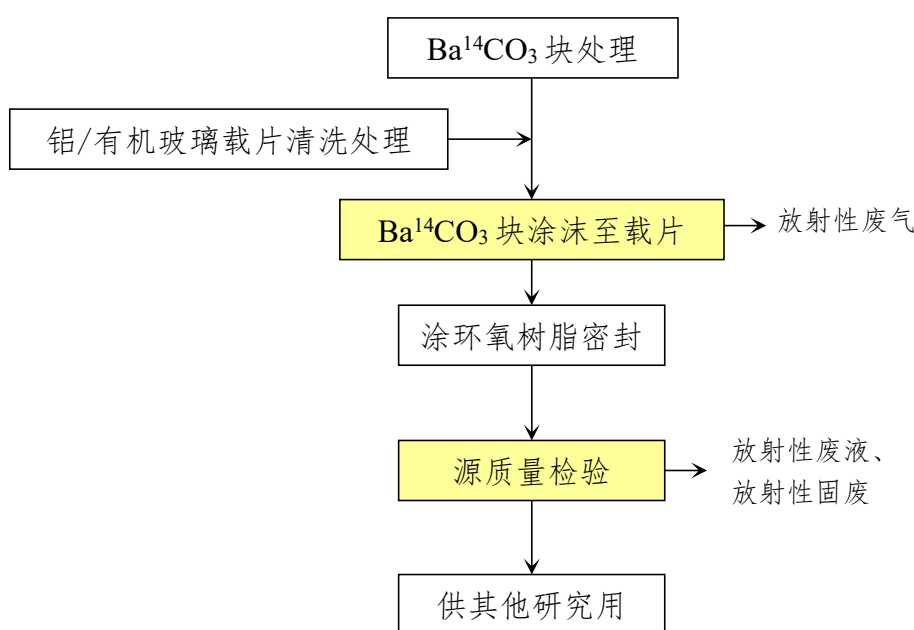 Ba¹⁴CO₃ 块处理
铝/有机玻璃载片清洗处理
Ba¹⁴CO₃ 块涂沫至载片
放射性废气
涂环氧树脂密封
源质量检验
放射性废液、
放射性固废
供其他研究用